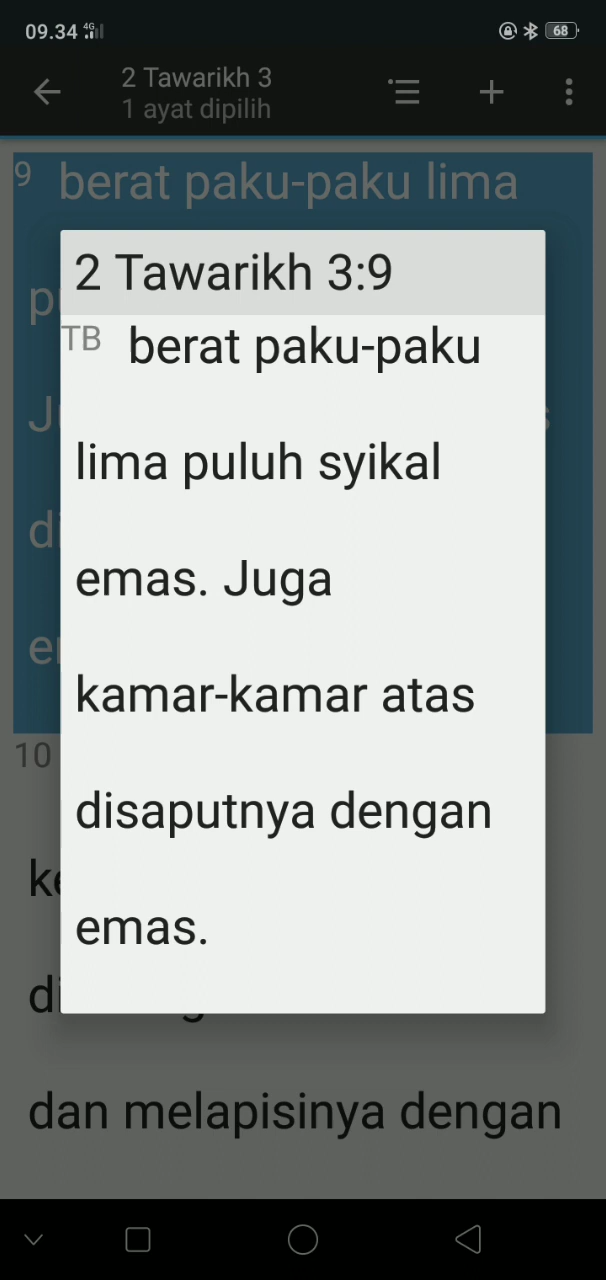 09.34 4G 68
2 Tawarikh 3
1 ayat dipilih
9 berat paku-paku lima
2 Tawarikh 3:9
TB berat paku-paku
lima puluh syikal
emas. Juga
kamar-kamar atas
disaputnya dengan
emas.
10
dan melapisinya dengan